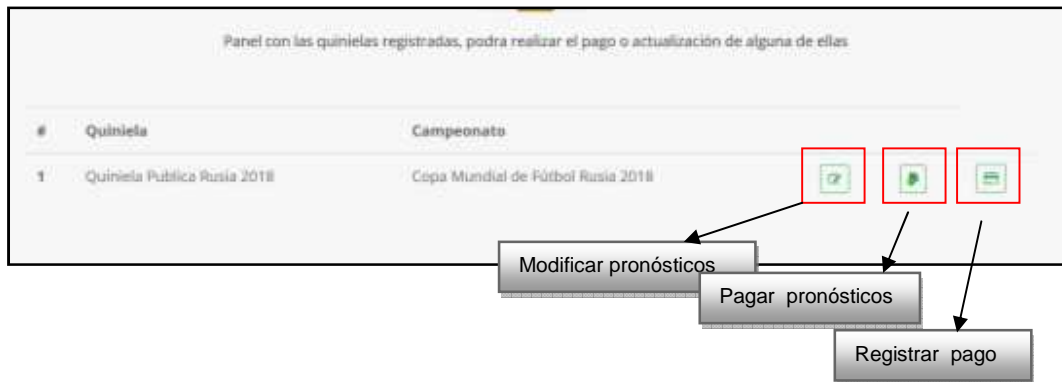 Panel con las quinielas registradas, podra realizar el pago o actualización de alguna de ellas
# Quiniela Campeonato
1 Quiniela Publica Rusia 2018 Copa Mundial de Fútbol Rusia 2018
Modificar pronósticos
Pagar pronósticos
Registrar pago